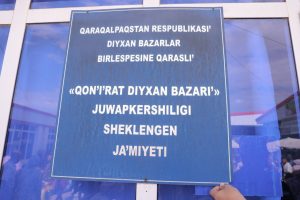 QARAQALPAQSTAN RESPUBLIKASI'
DIYXAN BAZARLAR
BIRLESPESINE QARASLI'
«QON'I'RAT DIYXAN BAZARI'»
JUWAPKERSHILIGI
SHEKLENGEN
JA'MIYETI